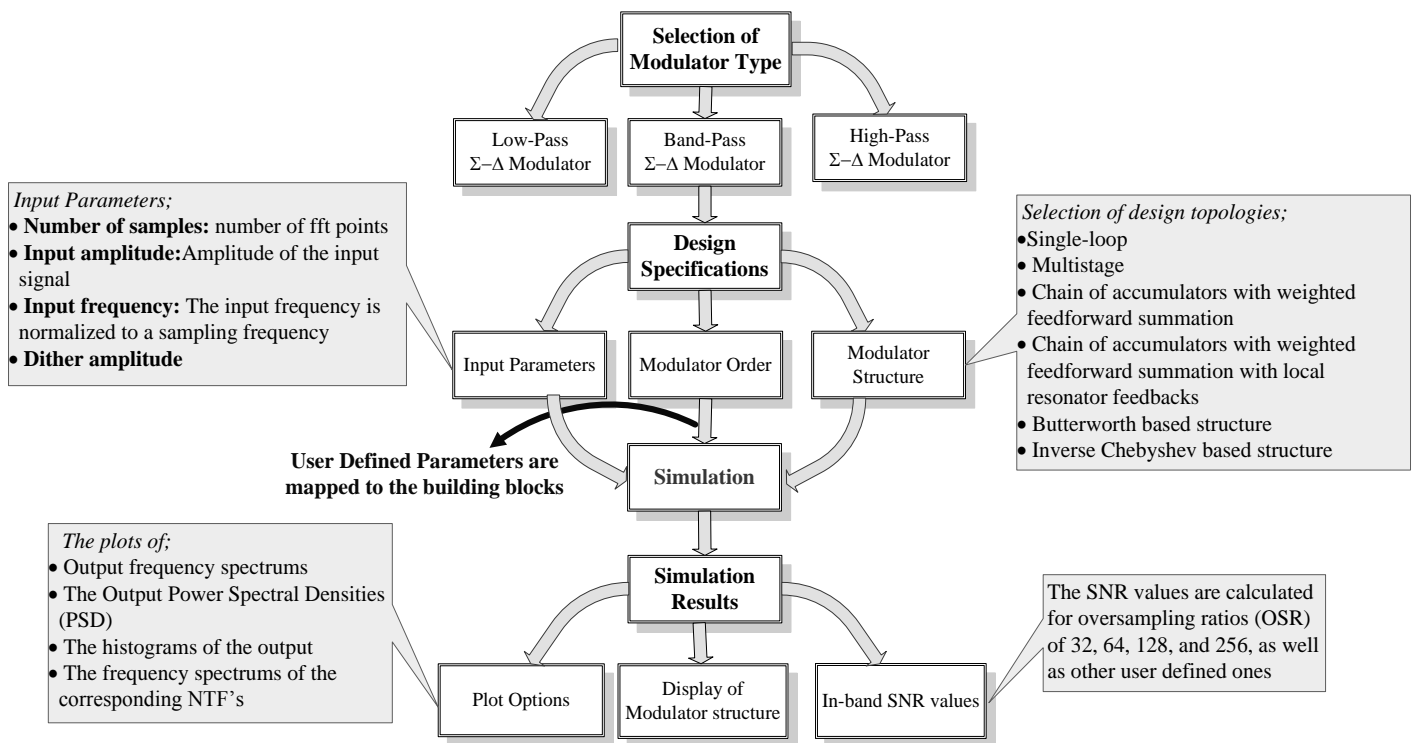 Selection of
Modulator Type
Low-Pass
Σ−Δ Modulator
Band-Pass
Σ−Δ Modulator
High-Pass
Σ−Δ Modulator
Input Parameters;
● Number of samples: number of fft points
● Input amplitude:Amplitude of the input
signal
● Input frequency: The input frequency is
normalized to a sampling frequency
● Dither amplitude
Design
Specifications
Selection of design topologies;
●Single-loop
● Multistage
● Chain of accumulators with weighted
feedforward summation
● Chain of accumulators with weighted
feedforward summation with local
resonator feedbacks
● Butterworth based structure
● Inverse Chebyshev based structure
Input Parameters
Modulator Order
Modulator
Structure
User Defined Parameters are
mapped to the building blocks
Simulation
The plots of;
● Output frequency spectrums
● The Output Power Spectral Densities
(PSD)
● The histograms of the output
● The frequency spectrums of the
corresponding NTF's
Simulation
Results
The SNR values are calculated
for oversampling ratios (OSR)
of 32, 64, 128, and 256, as well
as other user defined ones
Plot Options
Display of
Modulator structure
In-band SNR values